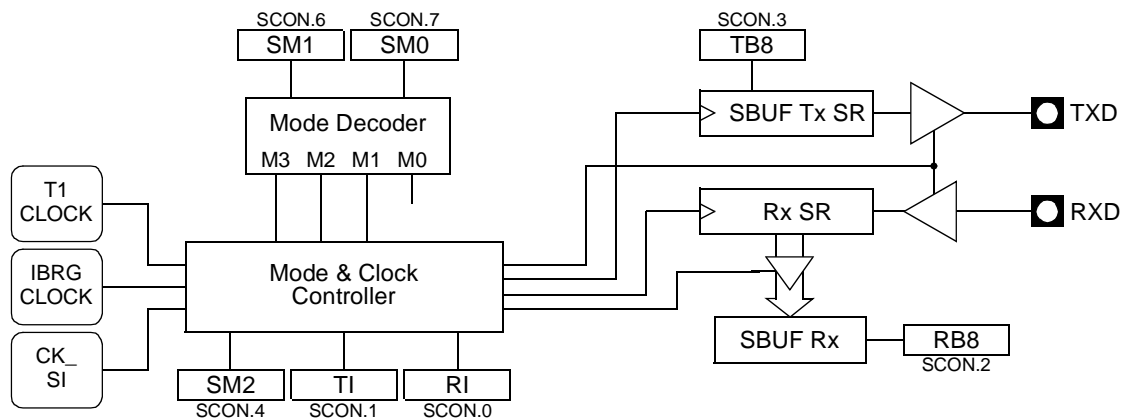 SCON.6 SCON.7 SCON.3
SM1 SM0 TB8
Mode Decoder
M3 M2 M1 M0
SBUF Tx SR
TXD
T1
CLOCK
Rx SR
RXD
IBRG
CLOCK
Mode & Clock
Controller
CK_
SI
SBUF Rx
RB8
SCON.2
SM2 TI RI
SCON.4 SCON.1 SCON.0